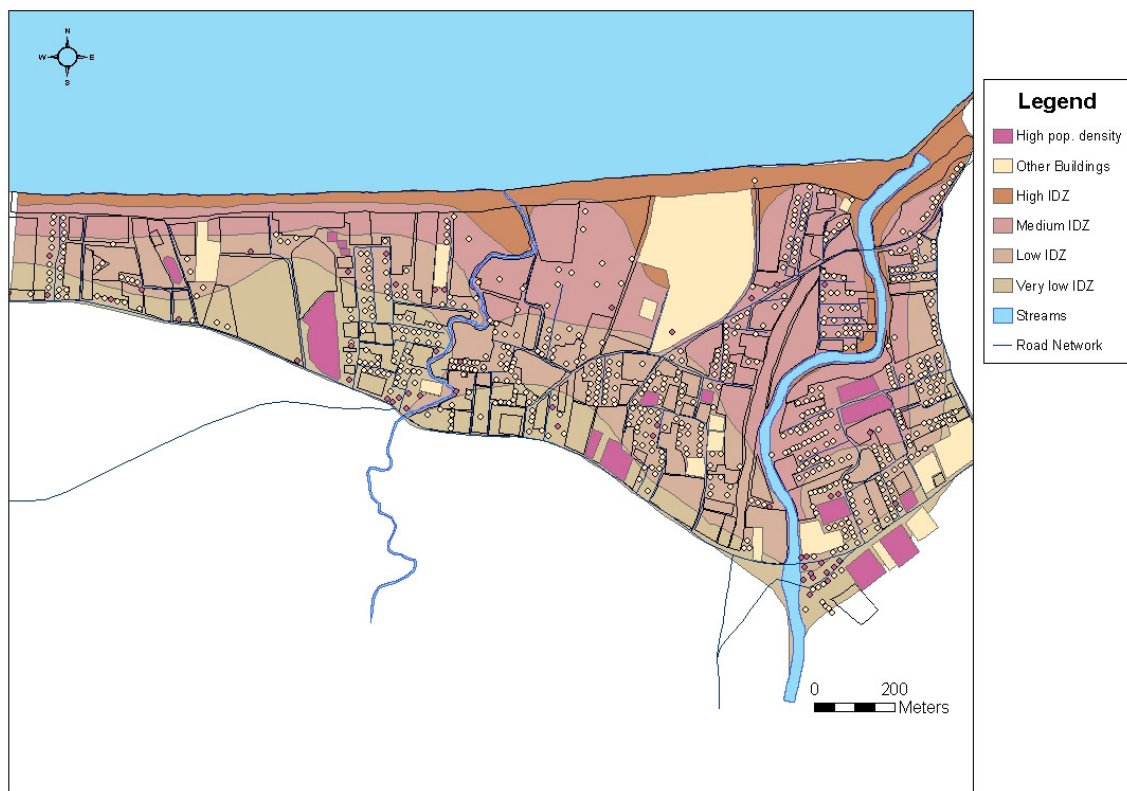 N
W E
S
Legend
High pop. density
Other Buildings
High IDZ
Medium IDZ
Low IDZ
Very low IDZ
Streams
Road Network
0 200
Meters